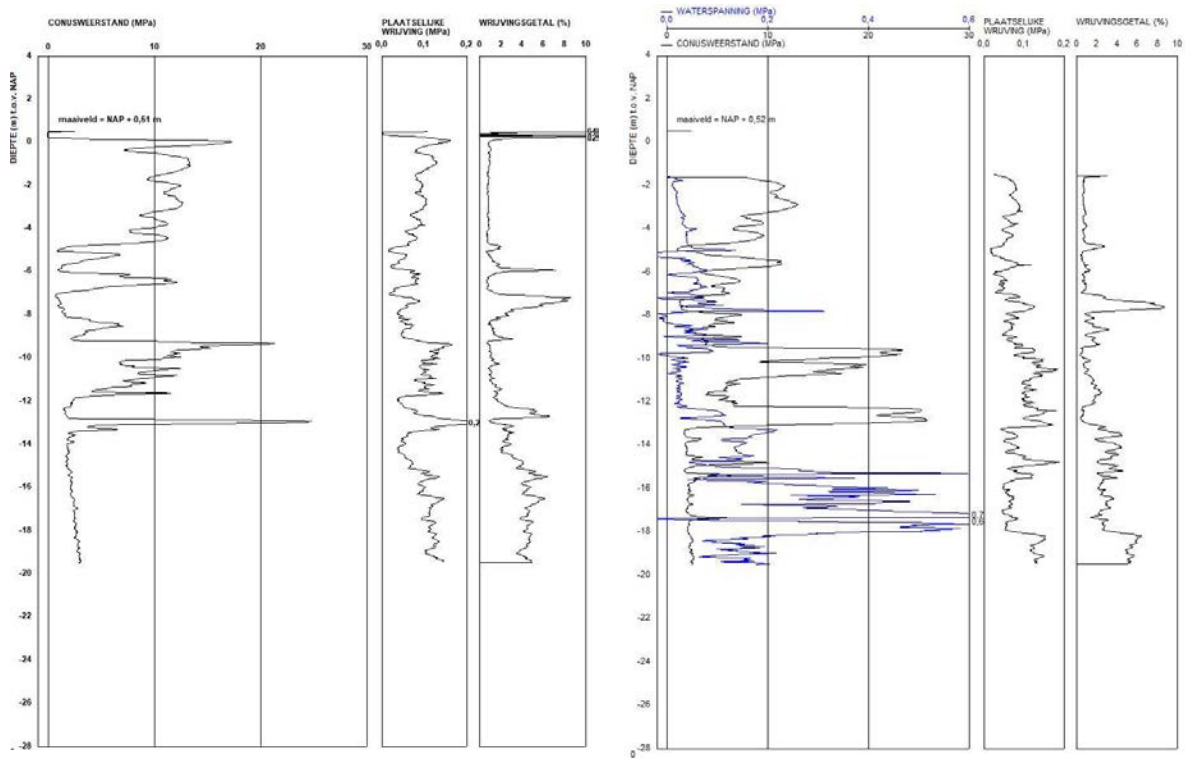 CONUSWEERSTAND (MPa)
0 10 20 30
PLAATSELIJKE
WRIJVING (MPa)
0,0 0,1 0,2
WRIJVINGSGETAL (%)
0 2 4 6 8 10
DIEPTE (m) t.o.v. NAP
4
2
maaiveld = NAP + 0,51 m
0
-2
-4
-6
-8
-10
-12
-14
-16
-18
-20
-22
-24
-26
-28
WATERSPANNING (MPa)
0,0 0,2 0,4 0,6
0 10 20 30
CONUSWEERSTAND (MPa)
PLAATSELIJKE
WRIJVING (MPa)
0,0 0,1 0,2
WRIJVINGSGETAL (%)
0 2 4 6 8 10
DIEPTE (m) t.o.v. NAP
4
2
maaiveld = NAP + 0,52 m
0
-2
-4
-6
-8
-10
-12
-14
-16
0,7
0,6
-18
-20
-22
-24
-26
-28
0